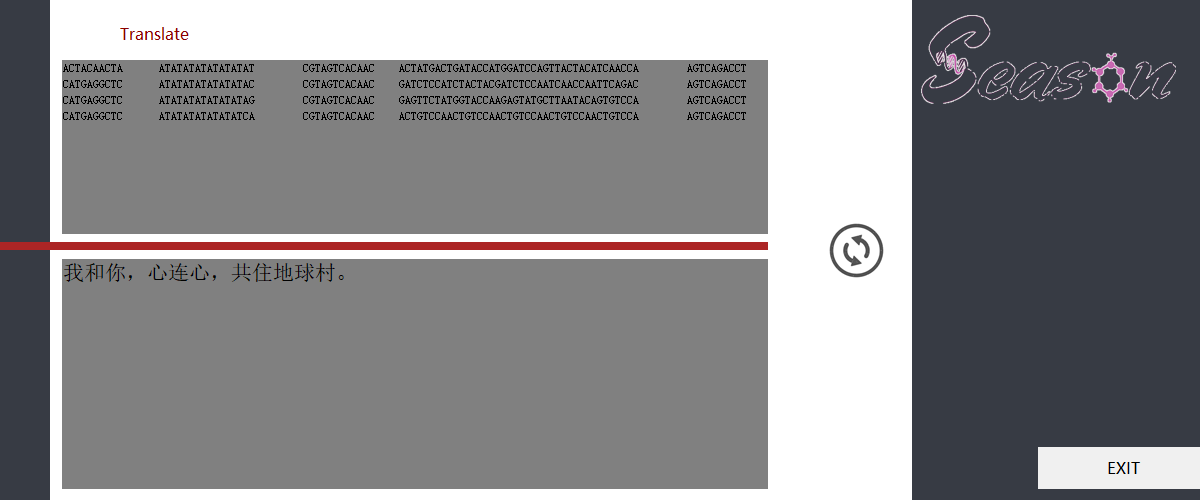 Translate
ACTACAACTA ATATATATATATATAT CGTAGTCACAAC ACTATGACTGATACCATGGATCCAGTTACTACATCAACCA AGTCAGACCT
CATGAGGCTC ATATATATATATATAC CGTAGTCACAAC GATCTCCATCTACTACGATCTCCAATCAACCAATTCAGAC AGTCAGACCT
CATGAGGCTC ATATATATATATATAG CGTAGTCACAAC GAGTTCTATGGTACCAAGAGTATGCTTAATACAGTGTCCA AGTCAGACCT
CATGAGGCTC ATATATATATATATCA CGTAGTCACAAC ACTGTCCAACTGTCCAACTGTCCAACTGTCCAACTGTCCA AGTCAGACCT
我和你，心连心，共住地球村。
Season
EXIT